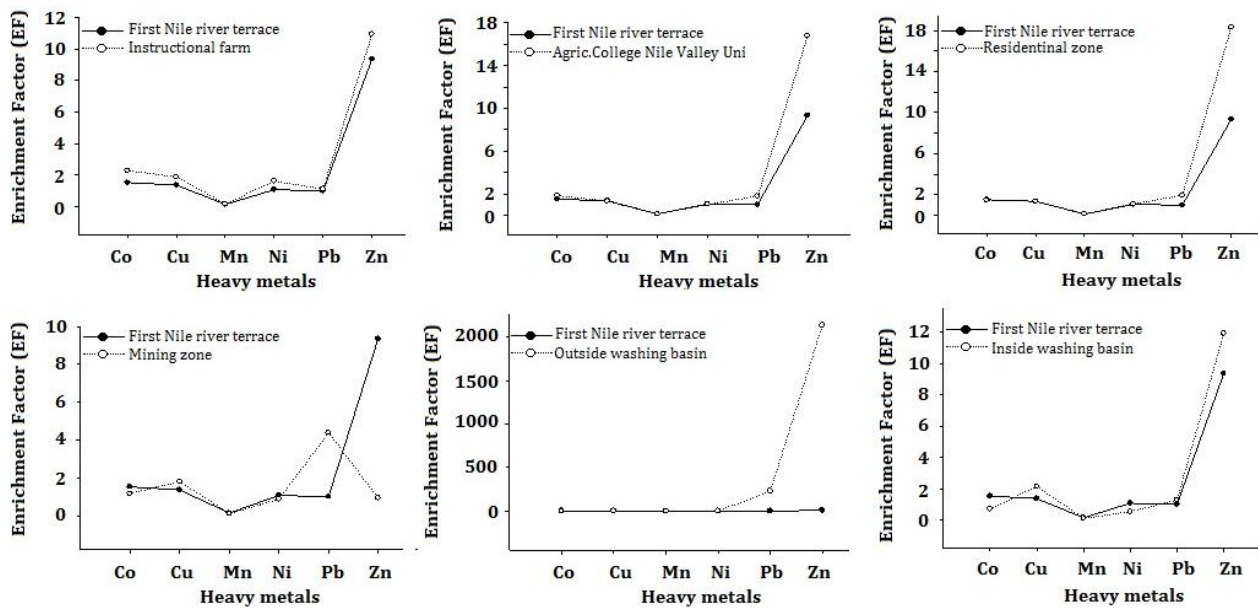 Enrichment Factor (EF)
12
10
8
6
4
2
0
First Nile river terrace
Instructional farm
Co Cu Mn Ni Pb Zn
Heavy metals
Enrichment Factor (EF)
18
14
10
6
2
0
First Nile river terrace
Agric.College Nile Valley Uni
Co Cu Mn Ni Pb Zn
Heavy metals
Enrichment Factor (EF)
18
14
10
6
2
0
First Nile river terrace
Residentinal zone
Co Cu Mn Ni Pb Zn
Heavy metals
Enrichment Factor (EF)
10
8
6
4
2
0
First Nile river terrace
Mining zone
Co Cu Mn Ni Pb Zn
Heavy metals
Enrichment Factor (EF)
2000
1500
1000
500
0
First Nile river terrace
Outside washing basin
Co Cu Mn Ni Pb Zn
Heavy metals
Enrichment Factor (EF)
12
10
8
6
4
2
0
First Nile river terrace
Inside washing basin
Co Cu Mn Ni Pb Zn
Heavy metals